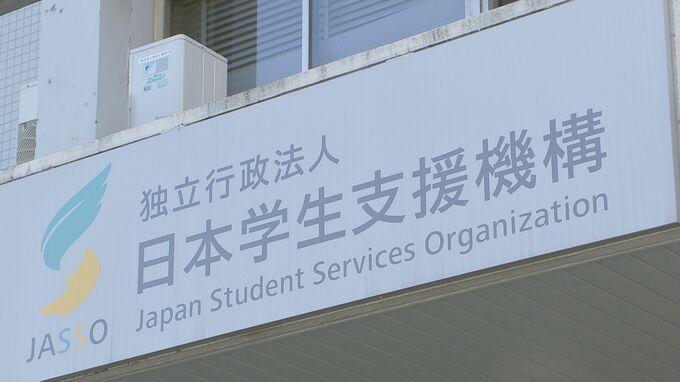 独立行政法人
日本学生支援機構
Japan Student Services Organization
JASSO